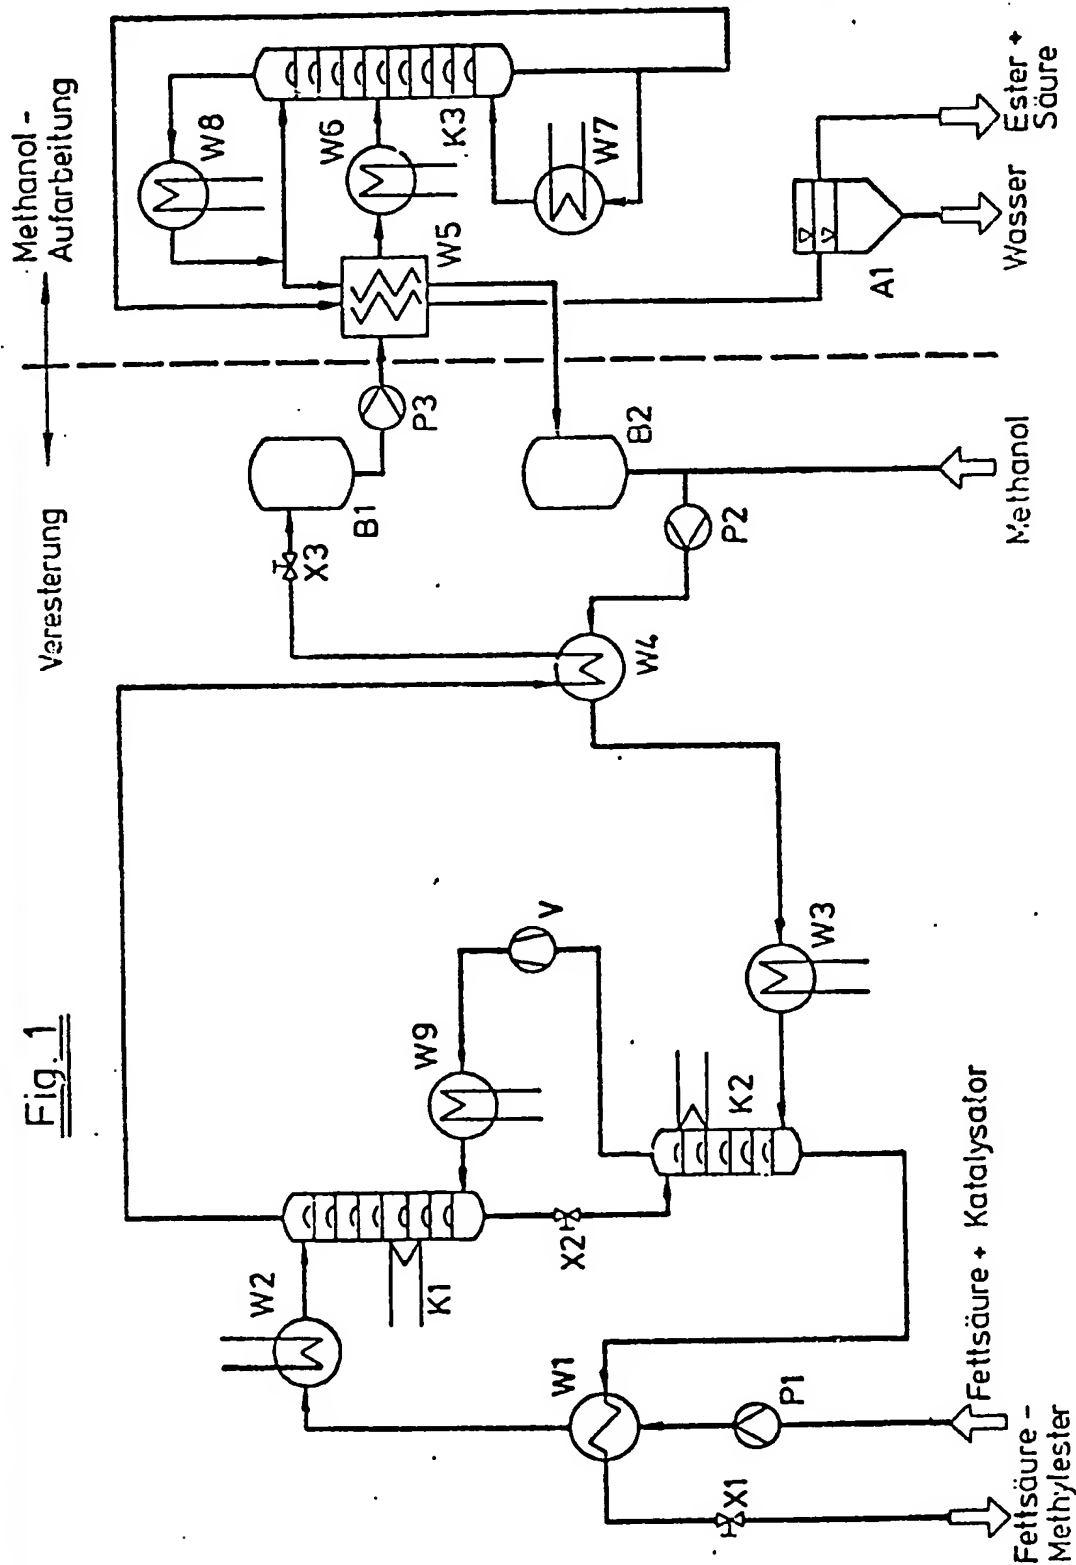 Fig. 1
Veresterung
Methanol-
Aufarbeitung
W8
W6
K3
W7
W5
P3
B1
X3
B2
P2
W4
A1
W3
V
W9
K2
X2
K1
W2
W1
P1
X1
Fettsäure-
Methylester
Fettsäure + Katalysator
Methanol
Wasser
Ester +
Säure